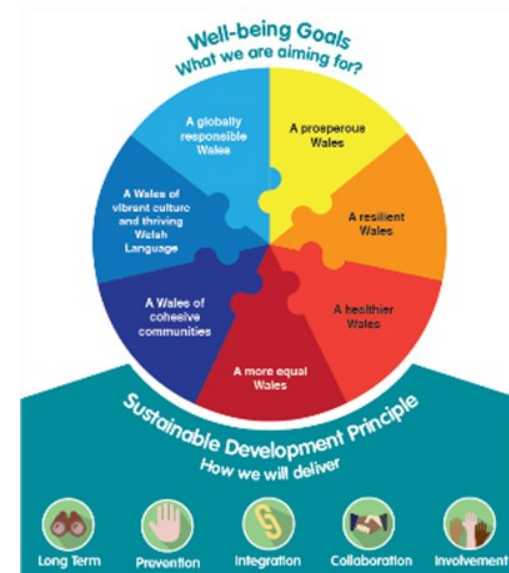 Well-being Goals
What we are aiming for?
A globally
responsible
Wales
A prosperous
Wales
A Wales of
vibrant culture
and thriving
Welsh
Language
A resilient
Wales
A Wales of
cohesive
communities
A healthier
Wales
A more equal
Wales
Sustainable Development Principle
How we will deliver
Long Term
Prevention
Integration
Collaboration
Involvement